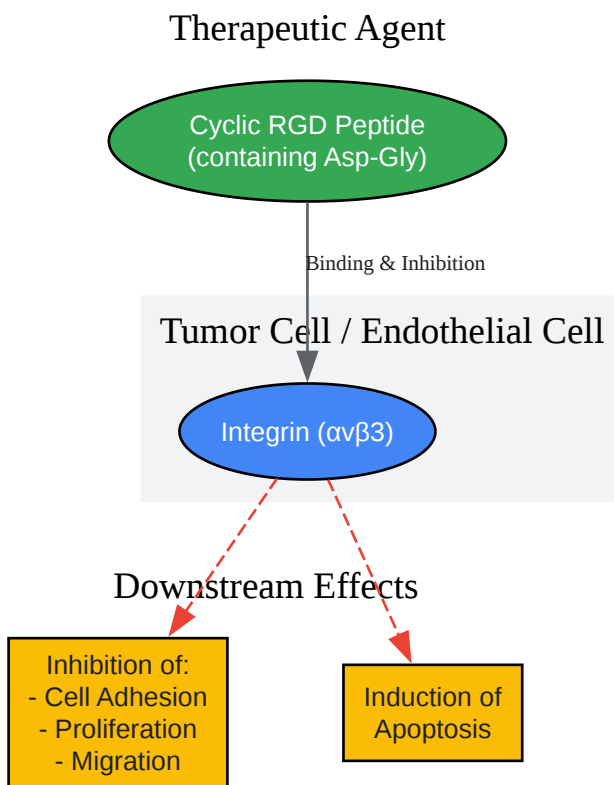 Therapeutic Agent
Cyclic RGD Peptide
(containing Asp-Gly)
Binding & Inhibition
Tumor Cell / Endothelial Cell
Integrin (αvβ3)
Downstream Effects
Inhibition of:
- Cell Adhesion
- Proliferation
- Migration
Induction of
Apoptosis